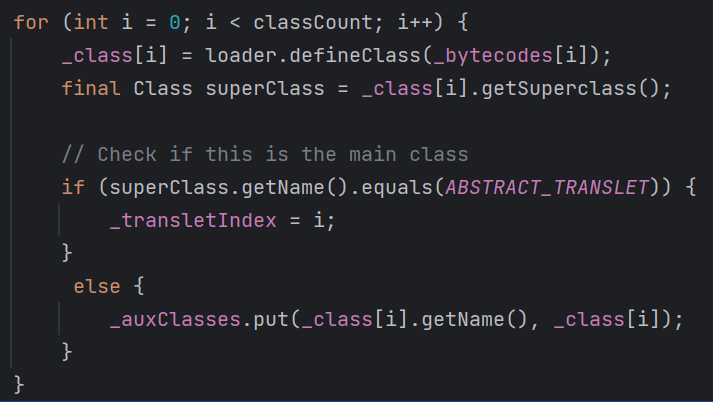 for (int i = 0; i < classCount; i++) {
    _class[i] = loader.defineClass(_bytecodes[i]);
    final Class superClass = _class[i].getSuperclass();

    // Check if this is the main class
    if (superClass.getName().equals(ABSTRACT_TRANSLET)) {
        _transletIndex = i;
    }
     else {
        _auxClasses.put(_class[i].getName(), _class[i]);
    }
}